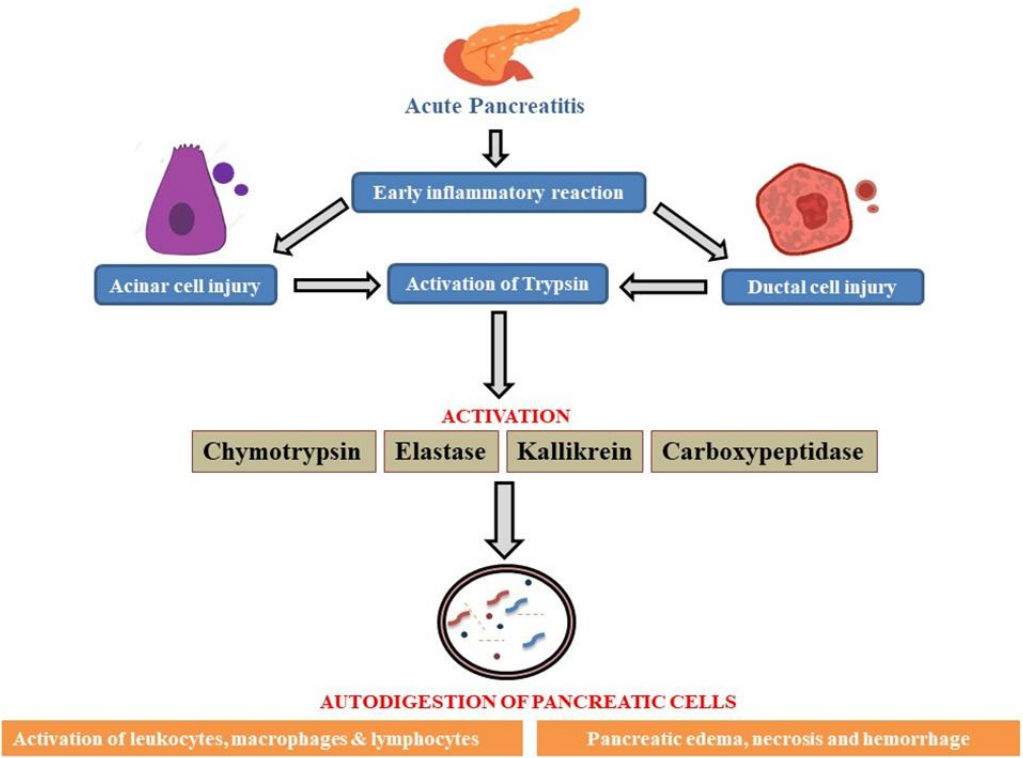 Acute Pancreatitis
Early inflammatory reaction
Acinar cell injury
Activation of Trypsin
Ductal cell injury
ACTIVATION
Chymotrypsin
Elastase
Kallikrein
Carboxypeptidase
AUTODIGESTION OF PANCREATIC CELLS
Activation of leukocytes, macrophages & lymphocytes
Pancreatic edema, necrosis and hemorrhage